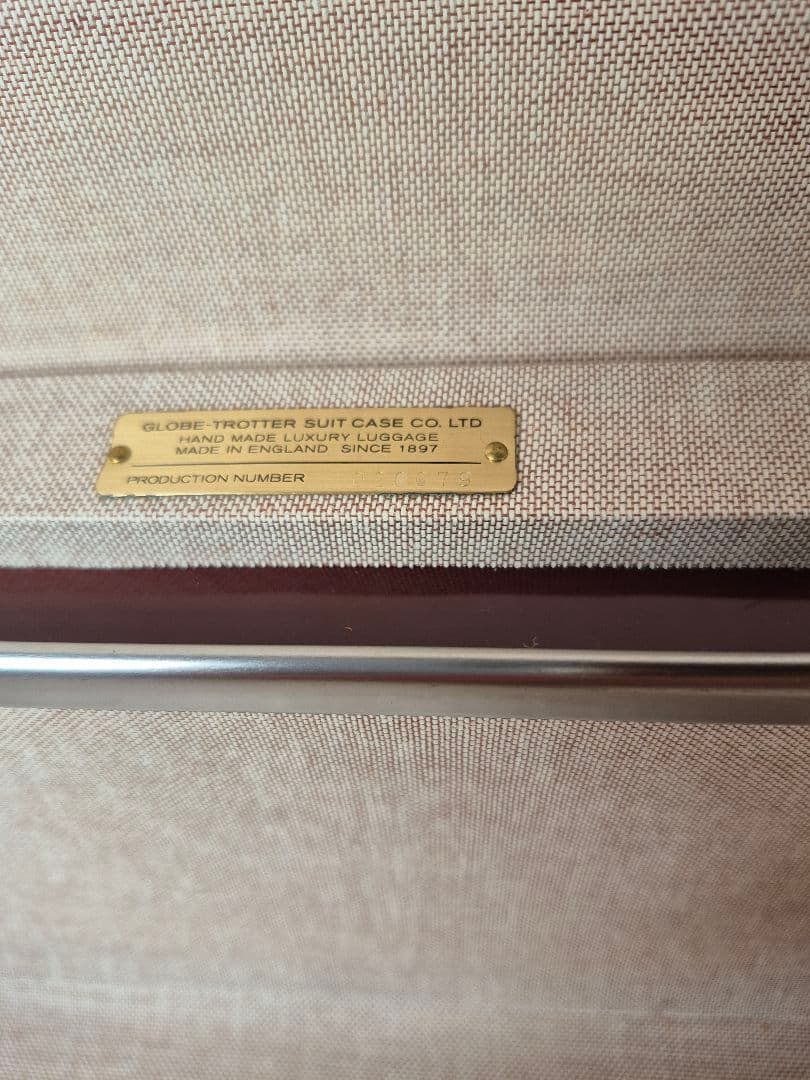 GLOBE-TROTTER SUIT CASE CO. LTD
HAND MADE LUXURY LUGGAGE
MADE IN ENGLAND SINCE 1897
PRODUCTION NUMBER